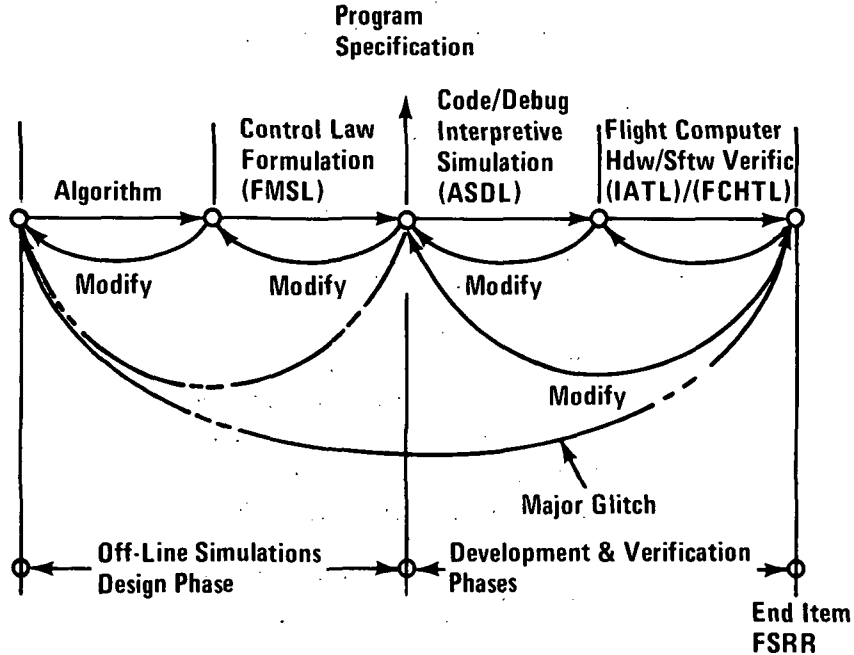 Program
Specification
Algorithm
Control Law
Formulation
(FMSL)
Code/Debug
Interpretive
Simulation
(ASDL)
Flight Computer
Hdw/Sftw Verific
(IATL)/(FCHTL)
Modify
Modify
Modify
Modify
Major Glitch
Off-Line Simulations
Design Phase
Development & Verification
Phases
End Item
FSRR